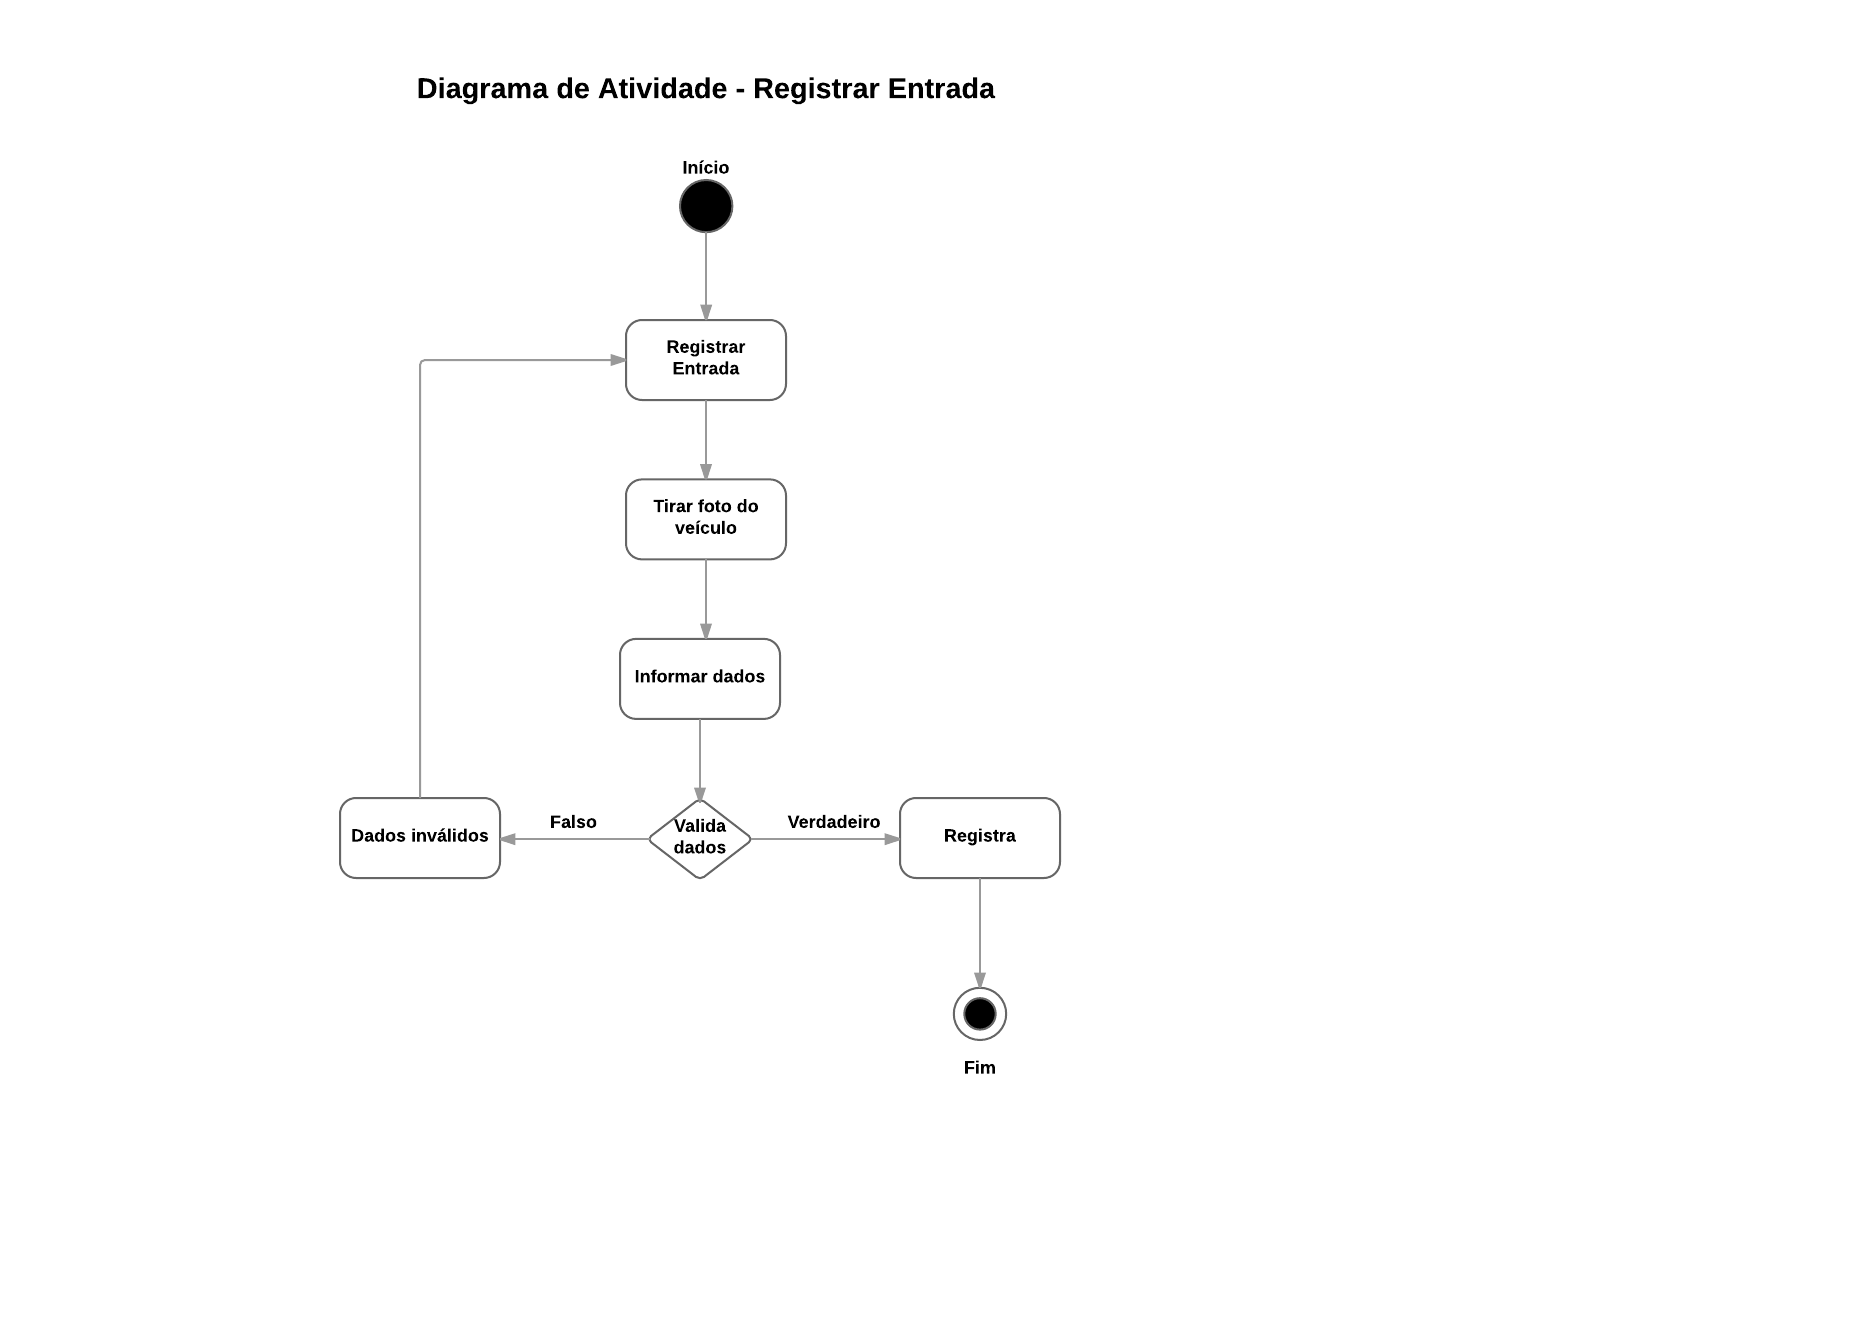 Diagrama de Atividade - Registrar Entrada
Início
Registrar
Entrada
Tirar foto do
veículo
Informar dados
Dados inválidos
Falso
Valida
dados
Verdadeiro
Registra
Fim